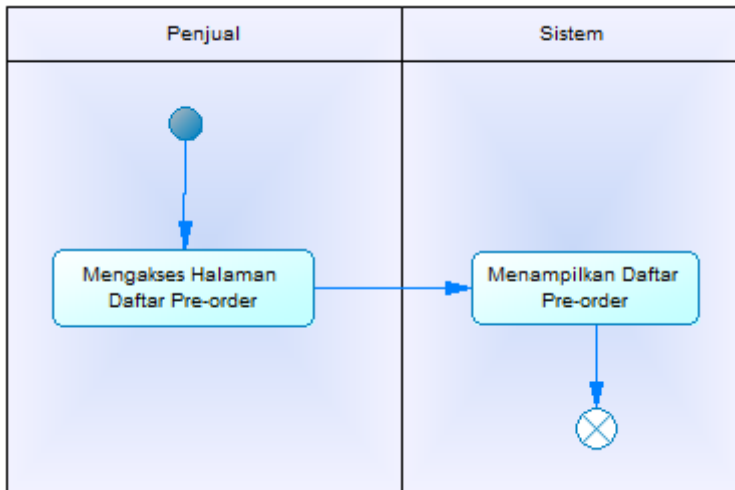 Penjual
Sistem
Mengakses Halaman
Daftar Pre-order
Menampilkan Daftar
Pre-order